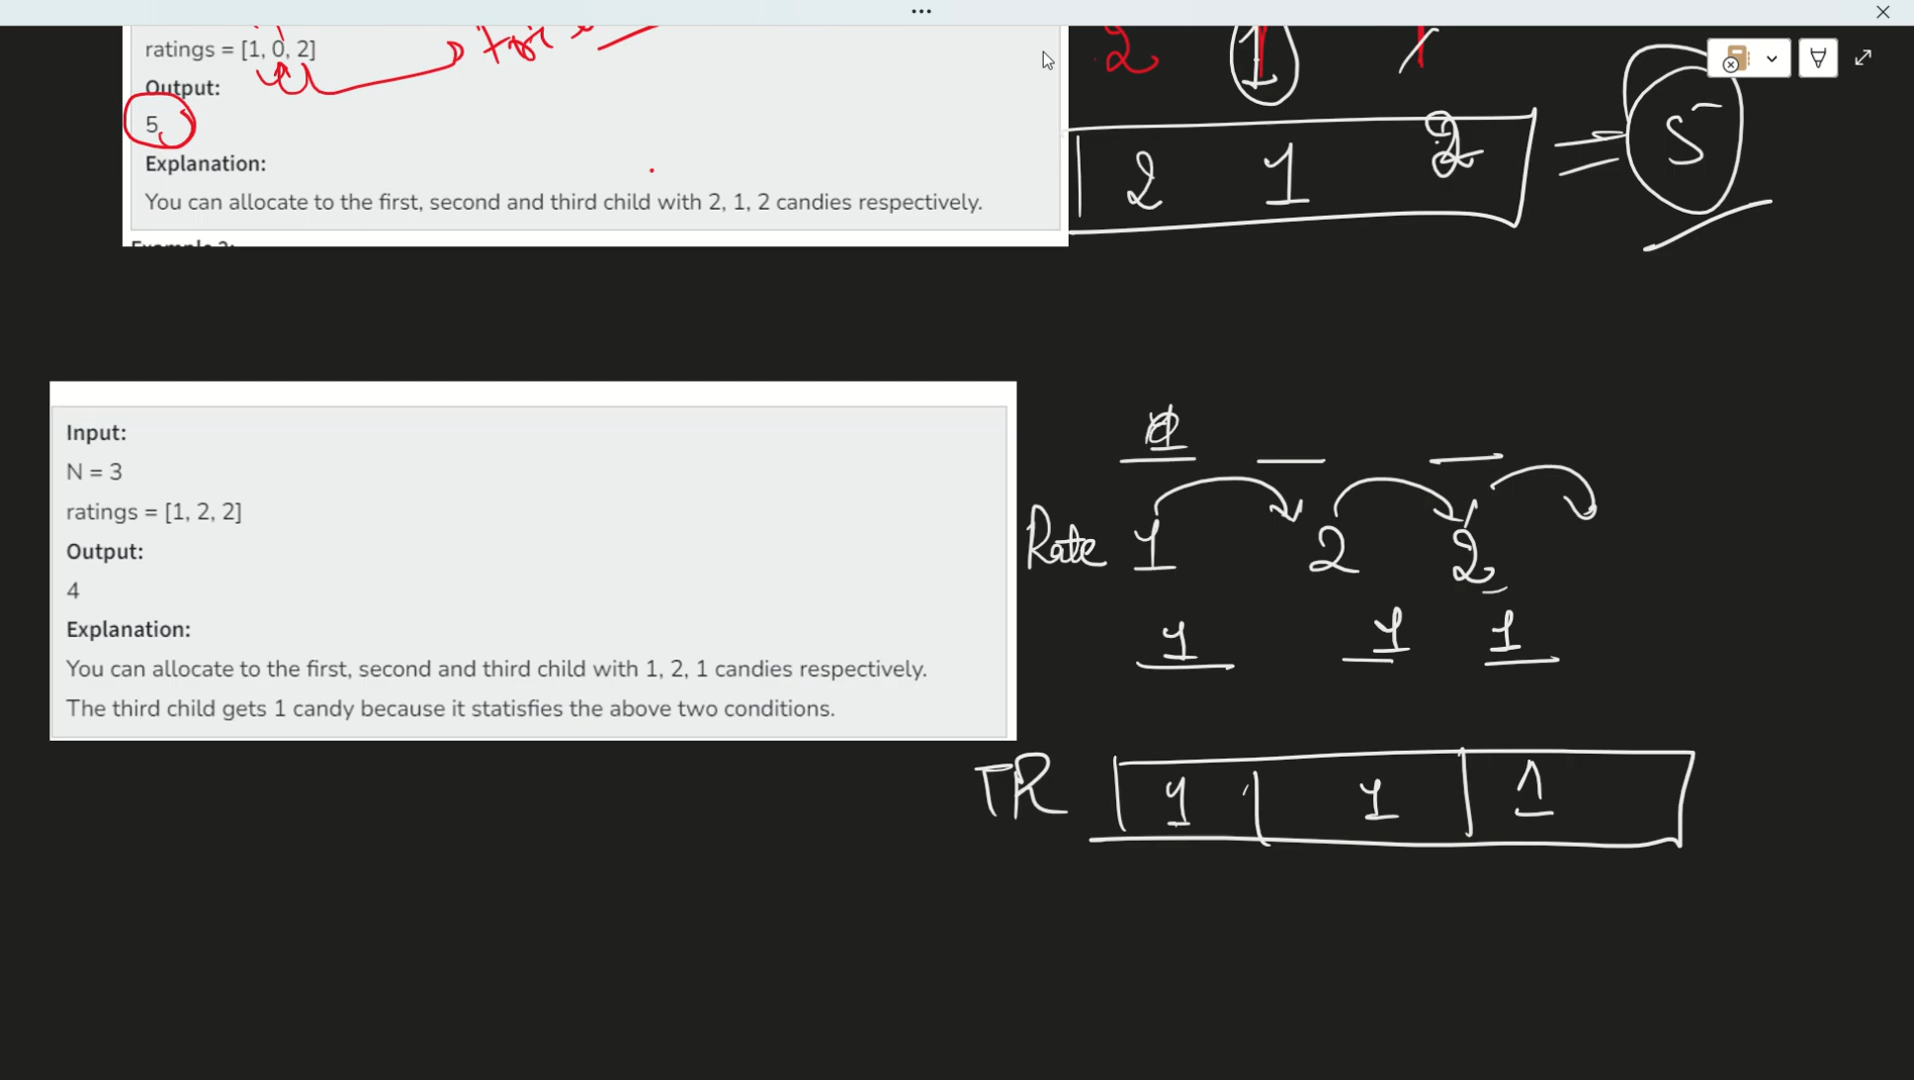 ratings = [1, 0, 2]
Output:
5
Explanation:
You can allocate to the first, second and third child with 2, 1, 2 candies respectively.
2 1 1
2 1 2 = 5
Input:
N = 3
ratings = [1, 2, 2]
Output:
4
Explanation:
You can allocate to the first, second and third child with 1, 2, 1 candies respectively.
The third child gets 1 candy because it statisfies the above two conditions.
Rate 1 2 2
1 1 1
TR 1 1 1